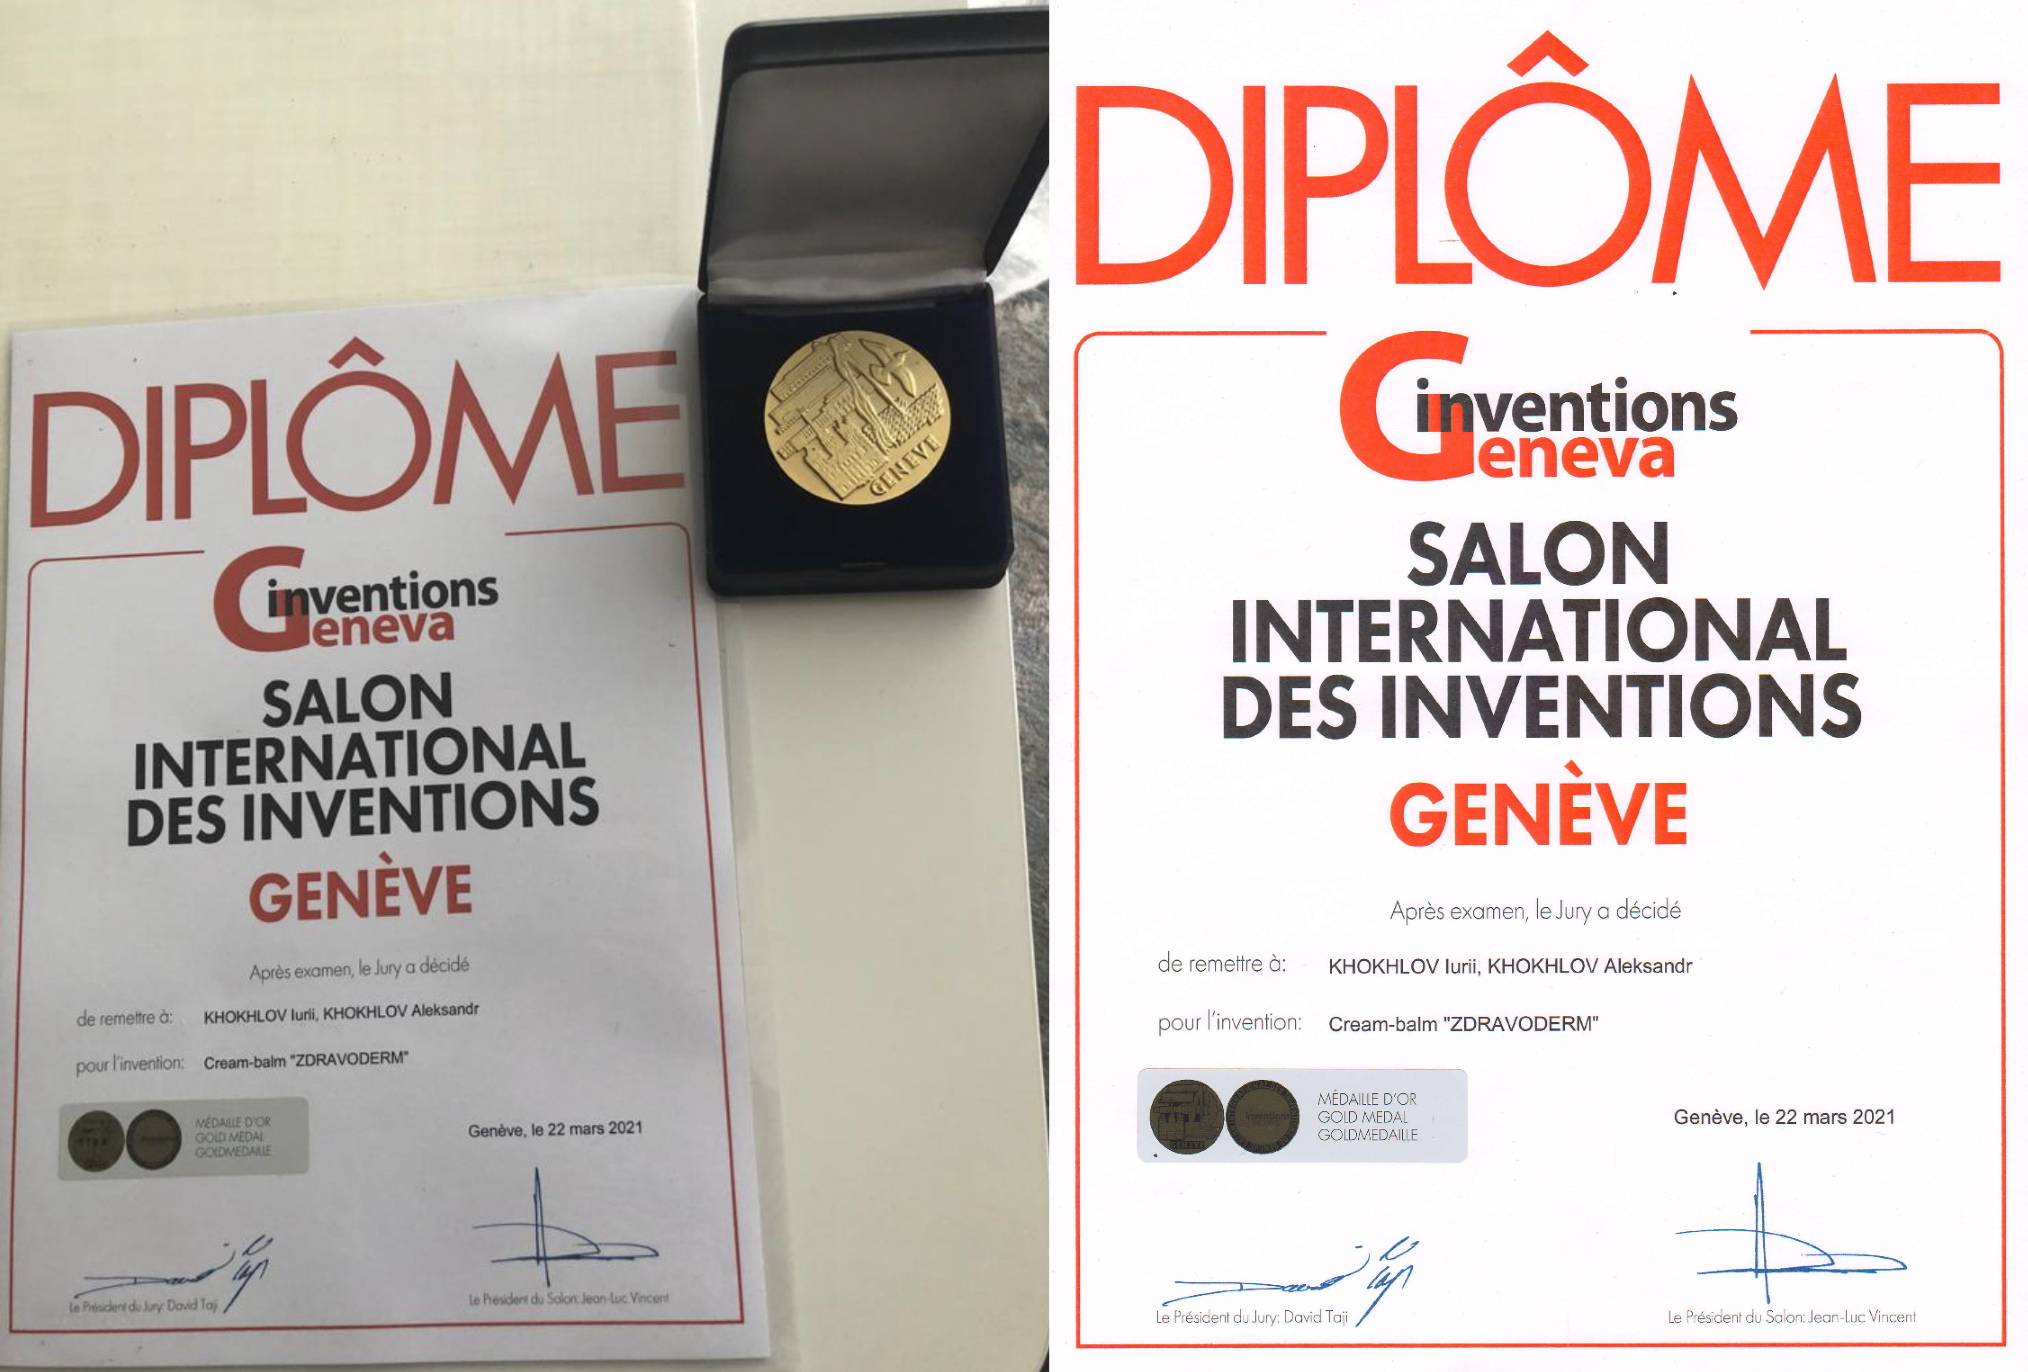 DIPLÔME
inventions
Geneva
SALON
INTERNATIONAL
DES INVENTIONS
GENÈVE
Après examen, le Jury a décidé
de remettre à: KHOKHLOV Iurii, KHOKHLOV Aleksandr
pour l'invention: Cream-balm "ZDRAVODERM"
MÉDAILLE D'OR
GOLD MEDAL
GOLDMEDAILLE
Genève, le 22 mars 2021
Le Président du Jury: David Taji
Le Président du Salon: Jean-Luc Vincent
GENEVE
DIPLÔME
inventions
Geneva
SALON
INTERNATIONAL
DES INVENTIONS
GENÈVE
Après examen, le Jury a décidé
de remettre à: KHOKHLOV Iurii, KHOKHLOV Aleksandr
pour l'invention: Cream-balm "ZDRAVODERM"
MÉDAILLE D'OR
GOLD MEDAL
GOLDMEDAILLE
Genève, le 22 mars 2021
Le Président du Jury: David Taji
Le Président du Salon: Jean-Luc Vincent